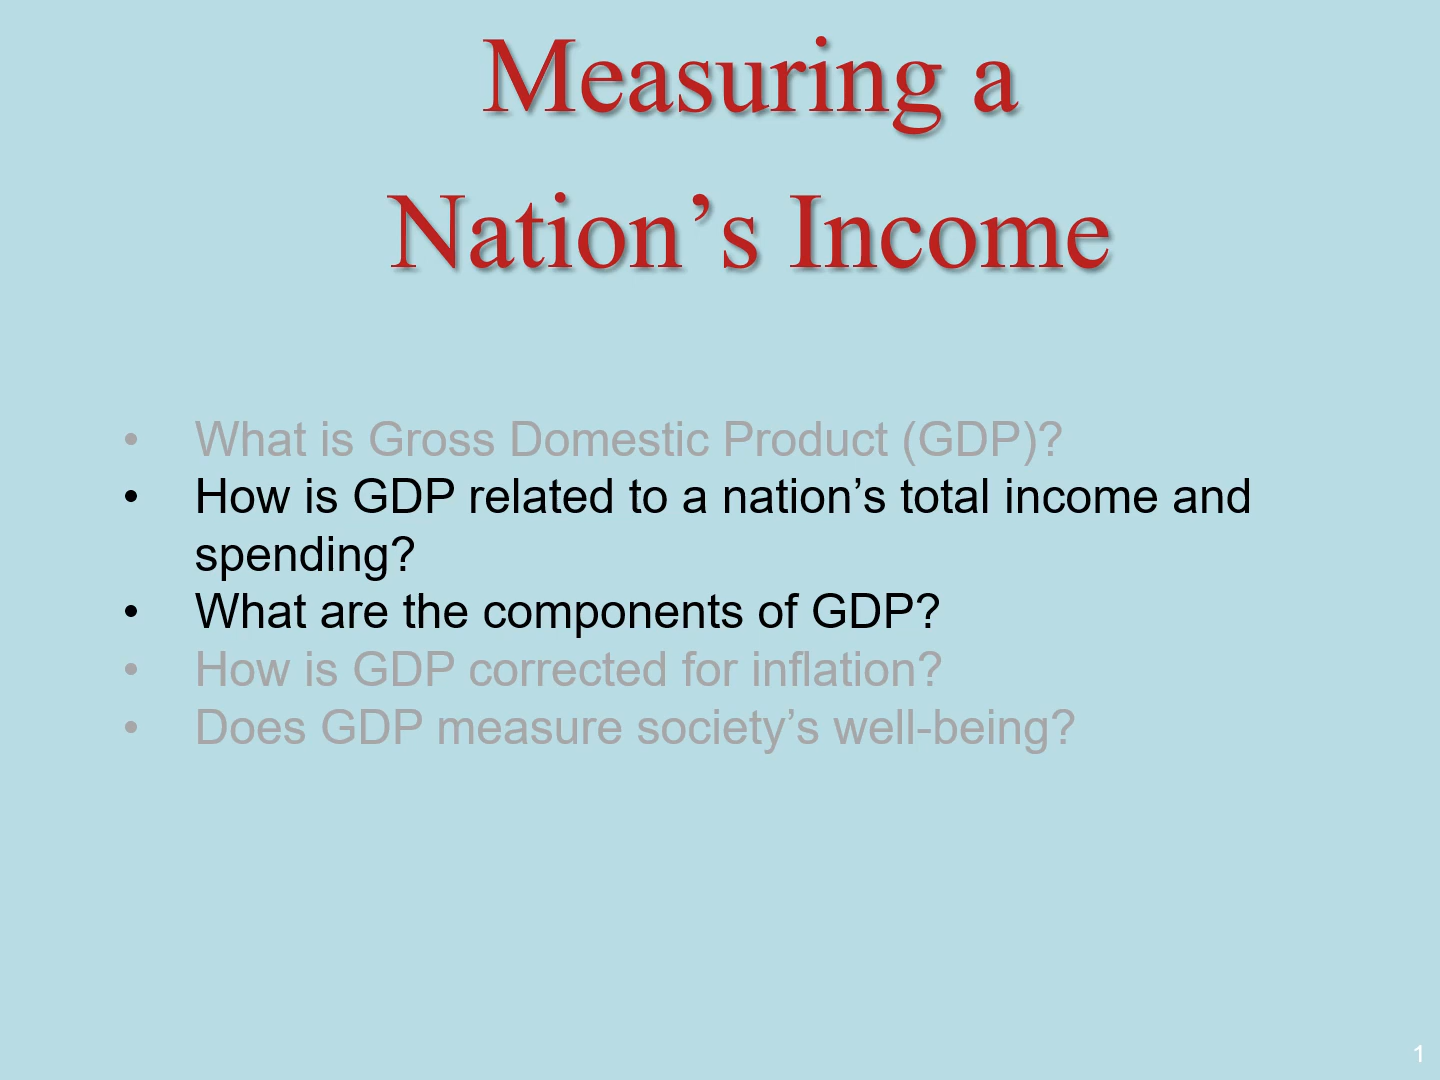 Measuring a
Nation’s Income
• What is Gross Domestic Product (GDP)?
• How is GDP related to a nation’s total income and
spending?
• What are the components of GDP?
• How is GDP corrected for inflation?
• Does GDP measure society’s well-being?
1